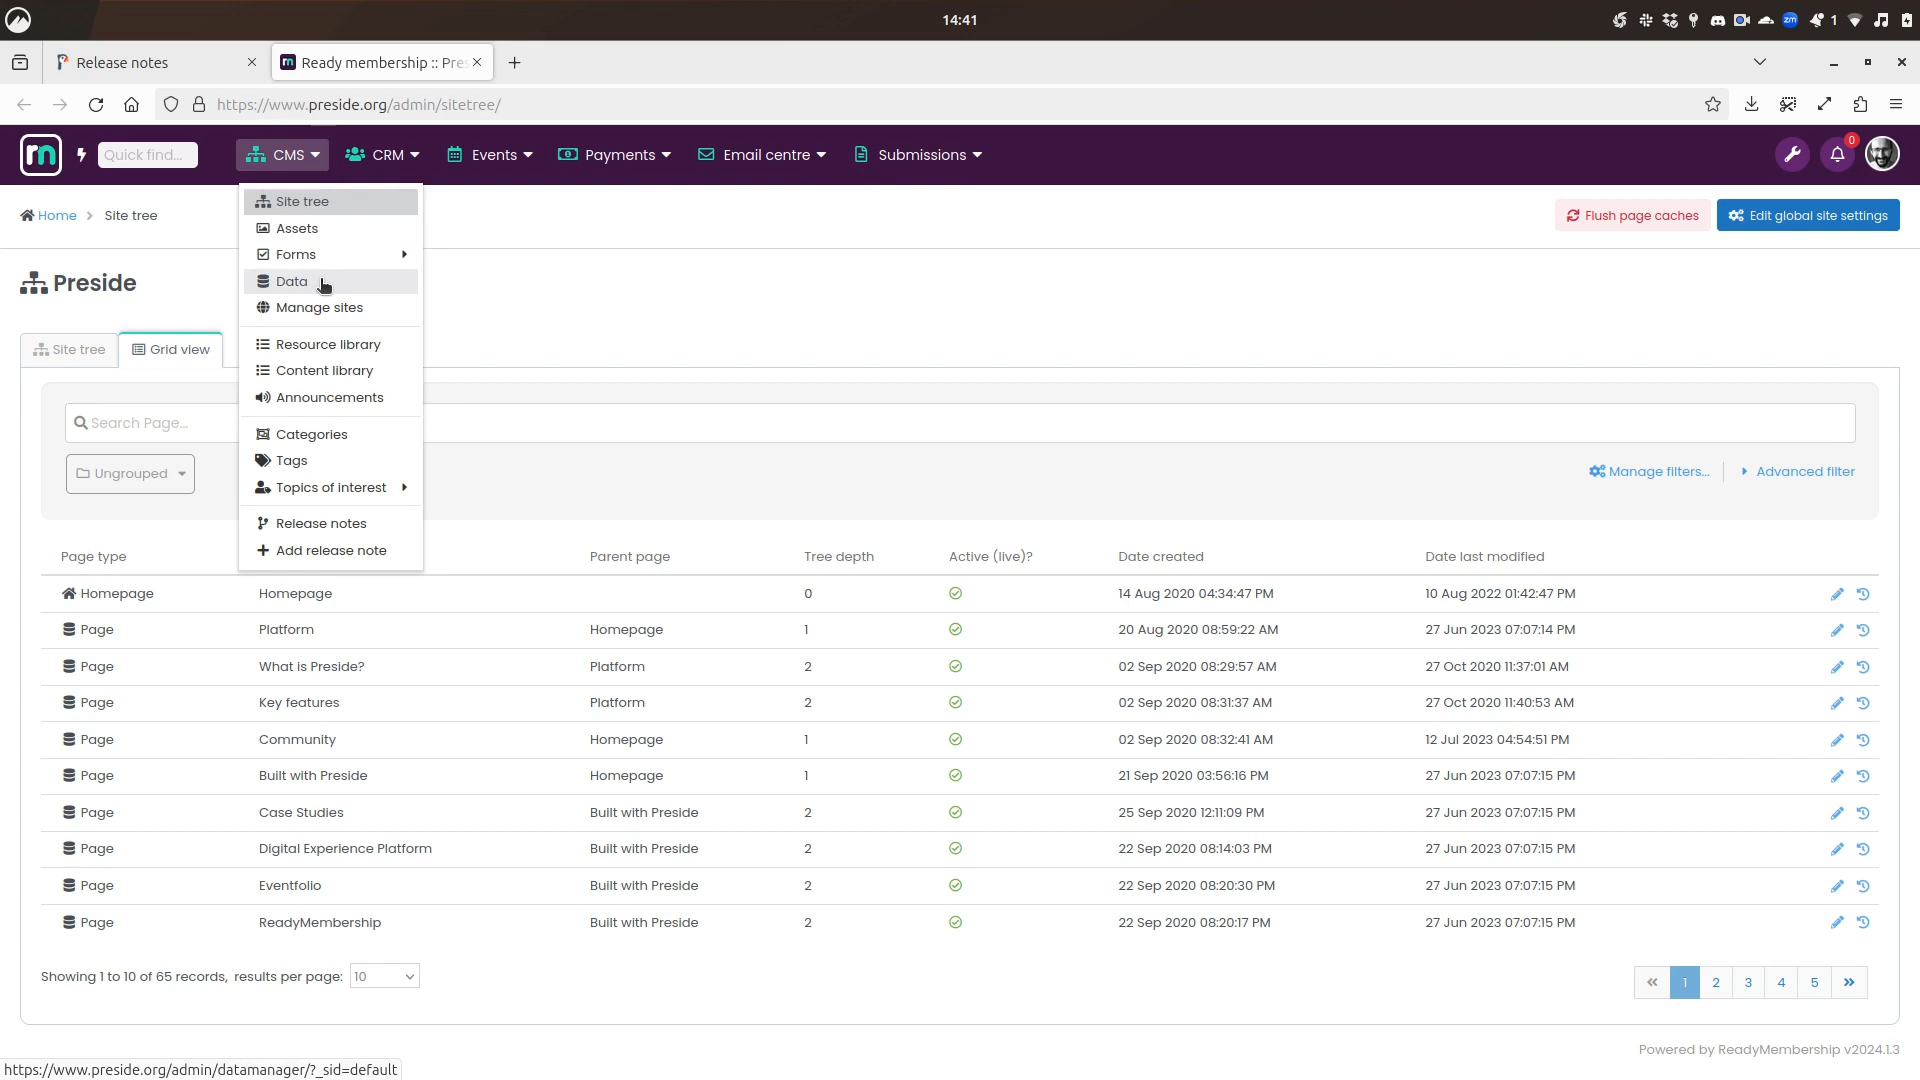 14:41
1
Release notes
Ready membership :: Pres
https://www.preside.org/admin/sitetree/
Quick find...
CMS
CRM
Events
Payments
Email centre
Submissions
0
Home
Site tree
Flush page caches
Edit global site settings
Site tree
Assets
Forms
Data
Manage sites
Resource library
Content library
Announcements
Categories
Tags
Topics of interest
Release notes
Add release note
Preside
Site tree
Grid view
Search Page...
Ungrouped
Manage filters...
Advanced filter
Page type Parent page Tree depth Active (live)? Date created Date last modified
Homepage Homepage 0 14 Aug 2020 04:34:47 PM 10 Aug 2022 01:42:47 PM
Page Platform Homepage 1 20 Aug 2020 08:59:22 AM 27 Jun 2023 07:07:14 PM
Page What is Preside? Platform 2 02 Sep 2020 08:29:57 AM 27 Oct 2020 11:37:01 AM
Page Key features Platform 2 02 Sep 2020 08:31:37 AM 27 Oct 2020 11:40:53 AM
Page Community Homepage 1 02 Sep 2020 08:32:41 AM 12 Jul 2023 04:54:51 PM
Page Built with Preside Homepage 1 21 Sep 2020 03:56:16 PM 27 Jun 2023 07:07:15 PM
Page Case Studies Built with Preside 2 25 Sep 2020 12:11:09 PM 27 Jun 2023 07:07:15 PM
Page Digital Experience Platform Built with Preside 2 22 Sep 2020 08:14:03 PM 27 Jun 2023 07:07:15 PM
Page Eventfolio Built with Preside 2 22 Sep 2020 08:20:30 PM 27 Jun 2023 07:07:15 PM
Page ReadyMembership Built with Preside 2 22 Sep 2020 08:20:17 PM 27 Jun 2023 07:07:15 PM
Showing 1 to 10 of 65 records, results per page: 10
« 1 2 3 4 5 »
Powered by ReadyMembership v2024.1.3
https://www.preside.org/admin/datamanager/?_sid=default